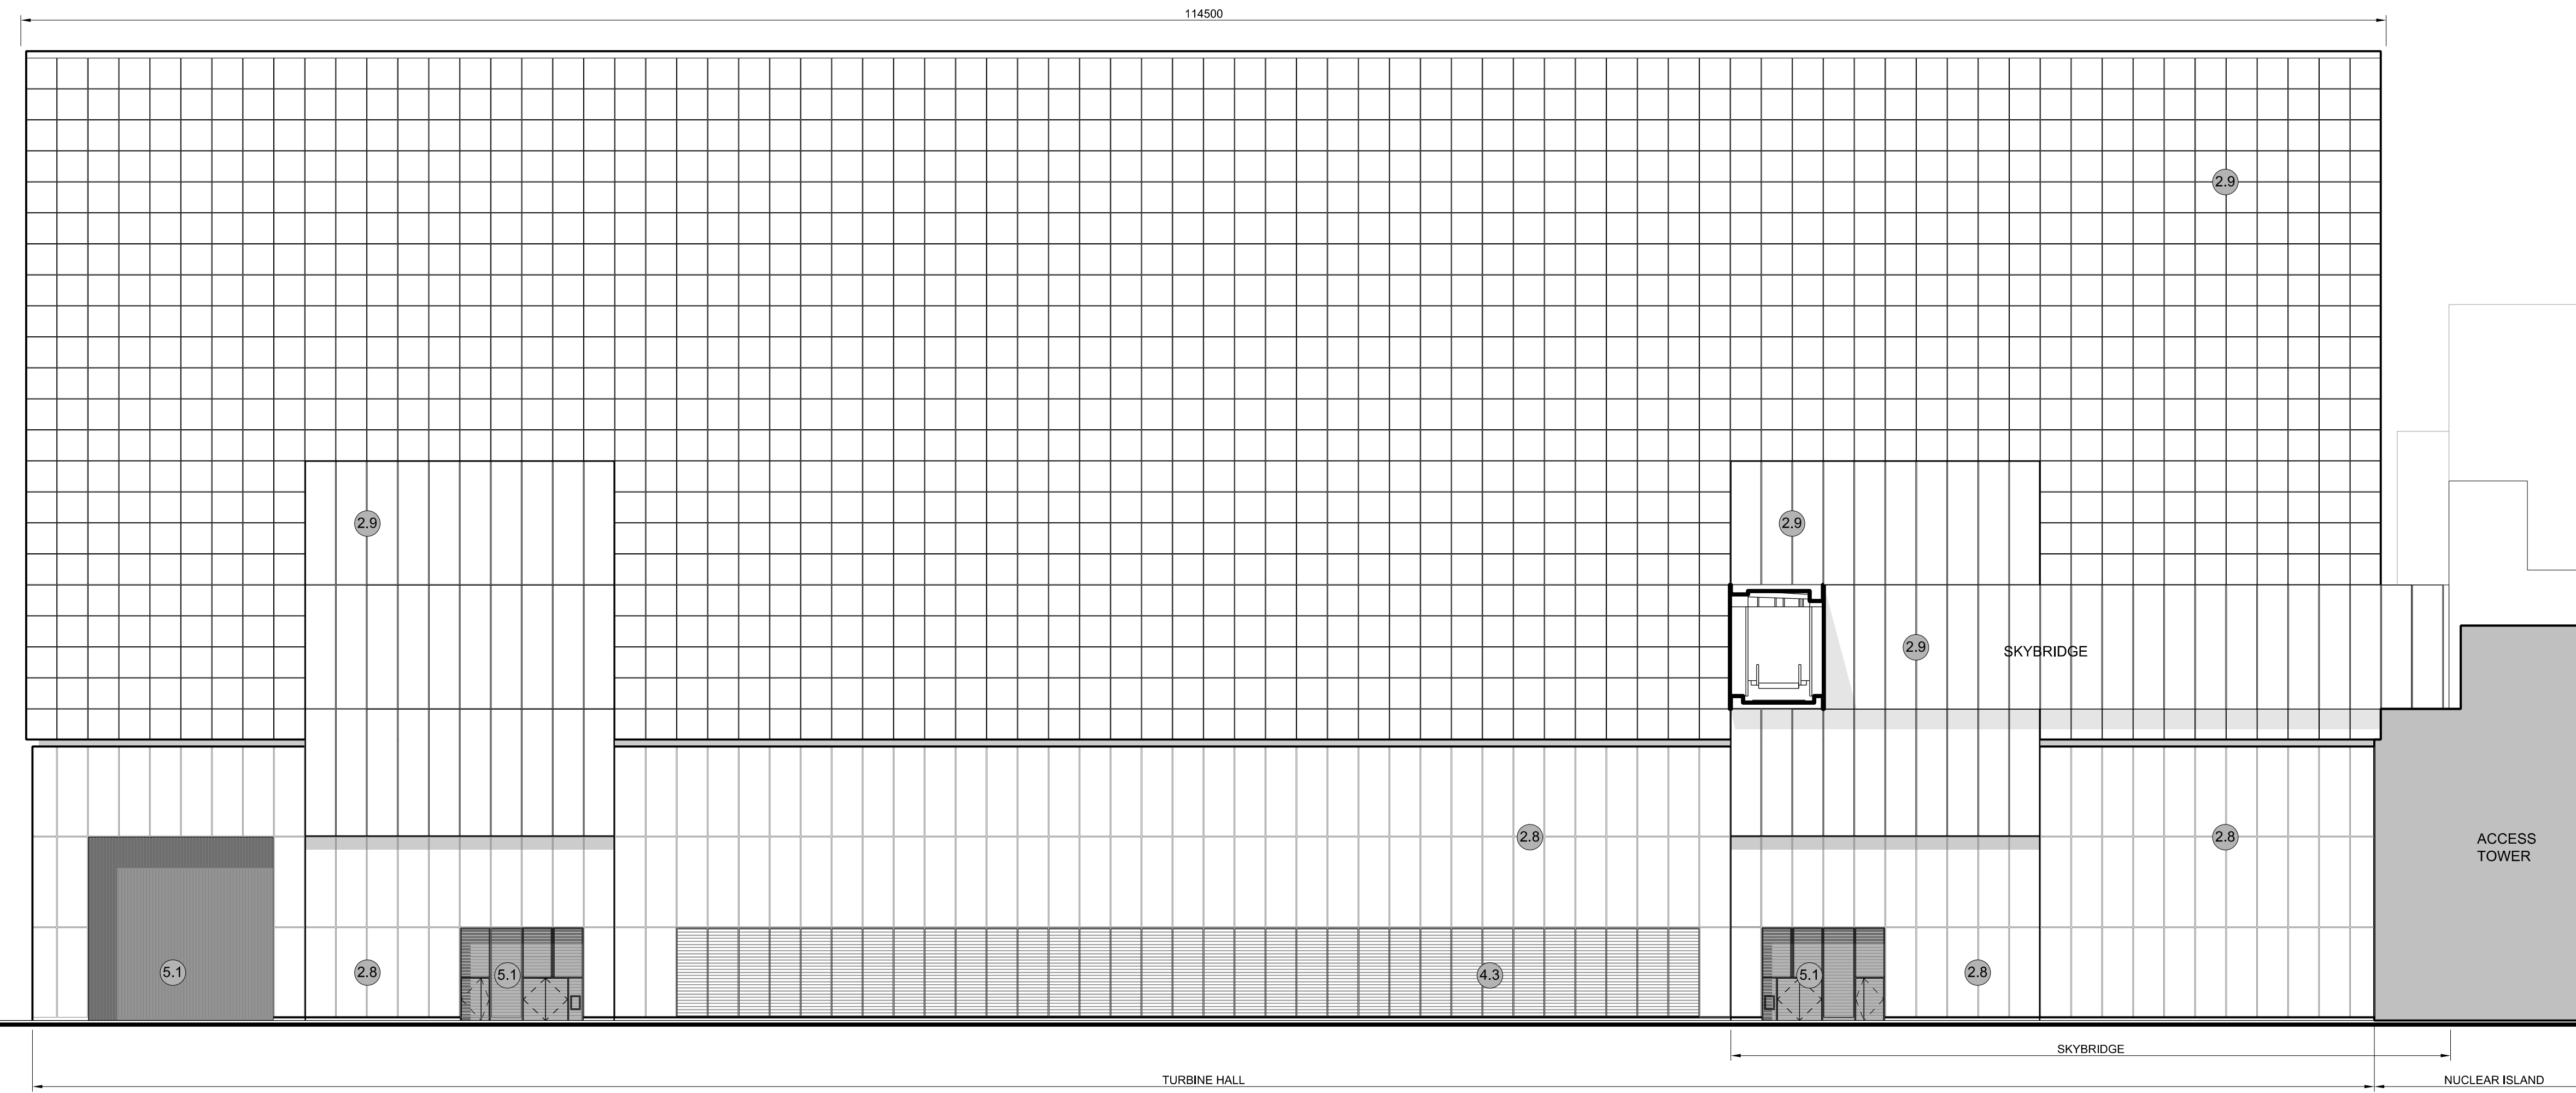 114500
2.9
2.9
2.9
2.9
SKYBRIDGE
2.8
2.8
ACCESS
TOWER
5.1
2.8
5.1
4.3
5.1
2.8
SKYBRIDGE
TURBINE HALL
NUCLEAR ISLAND